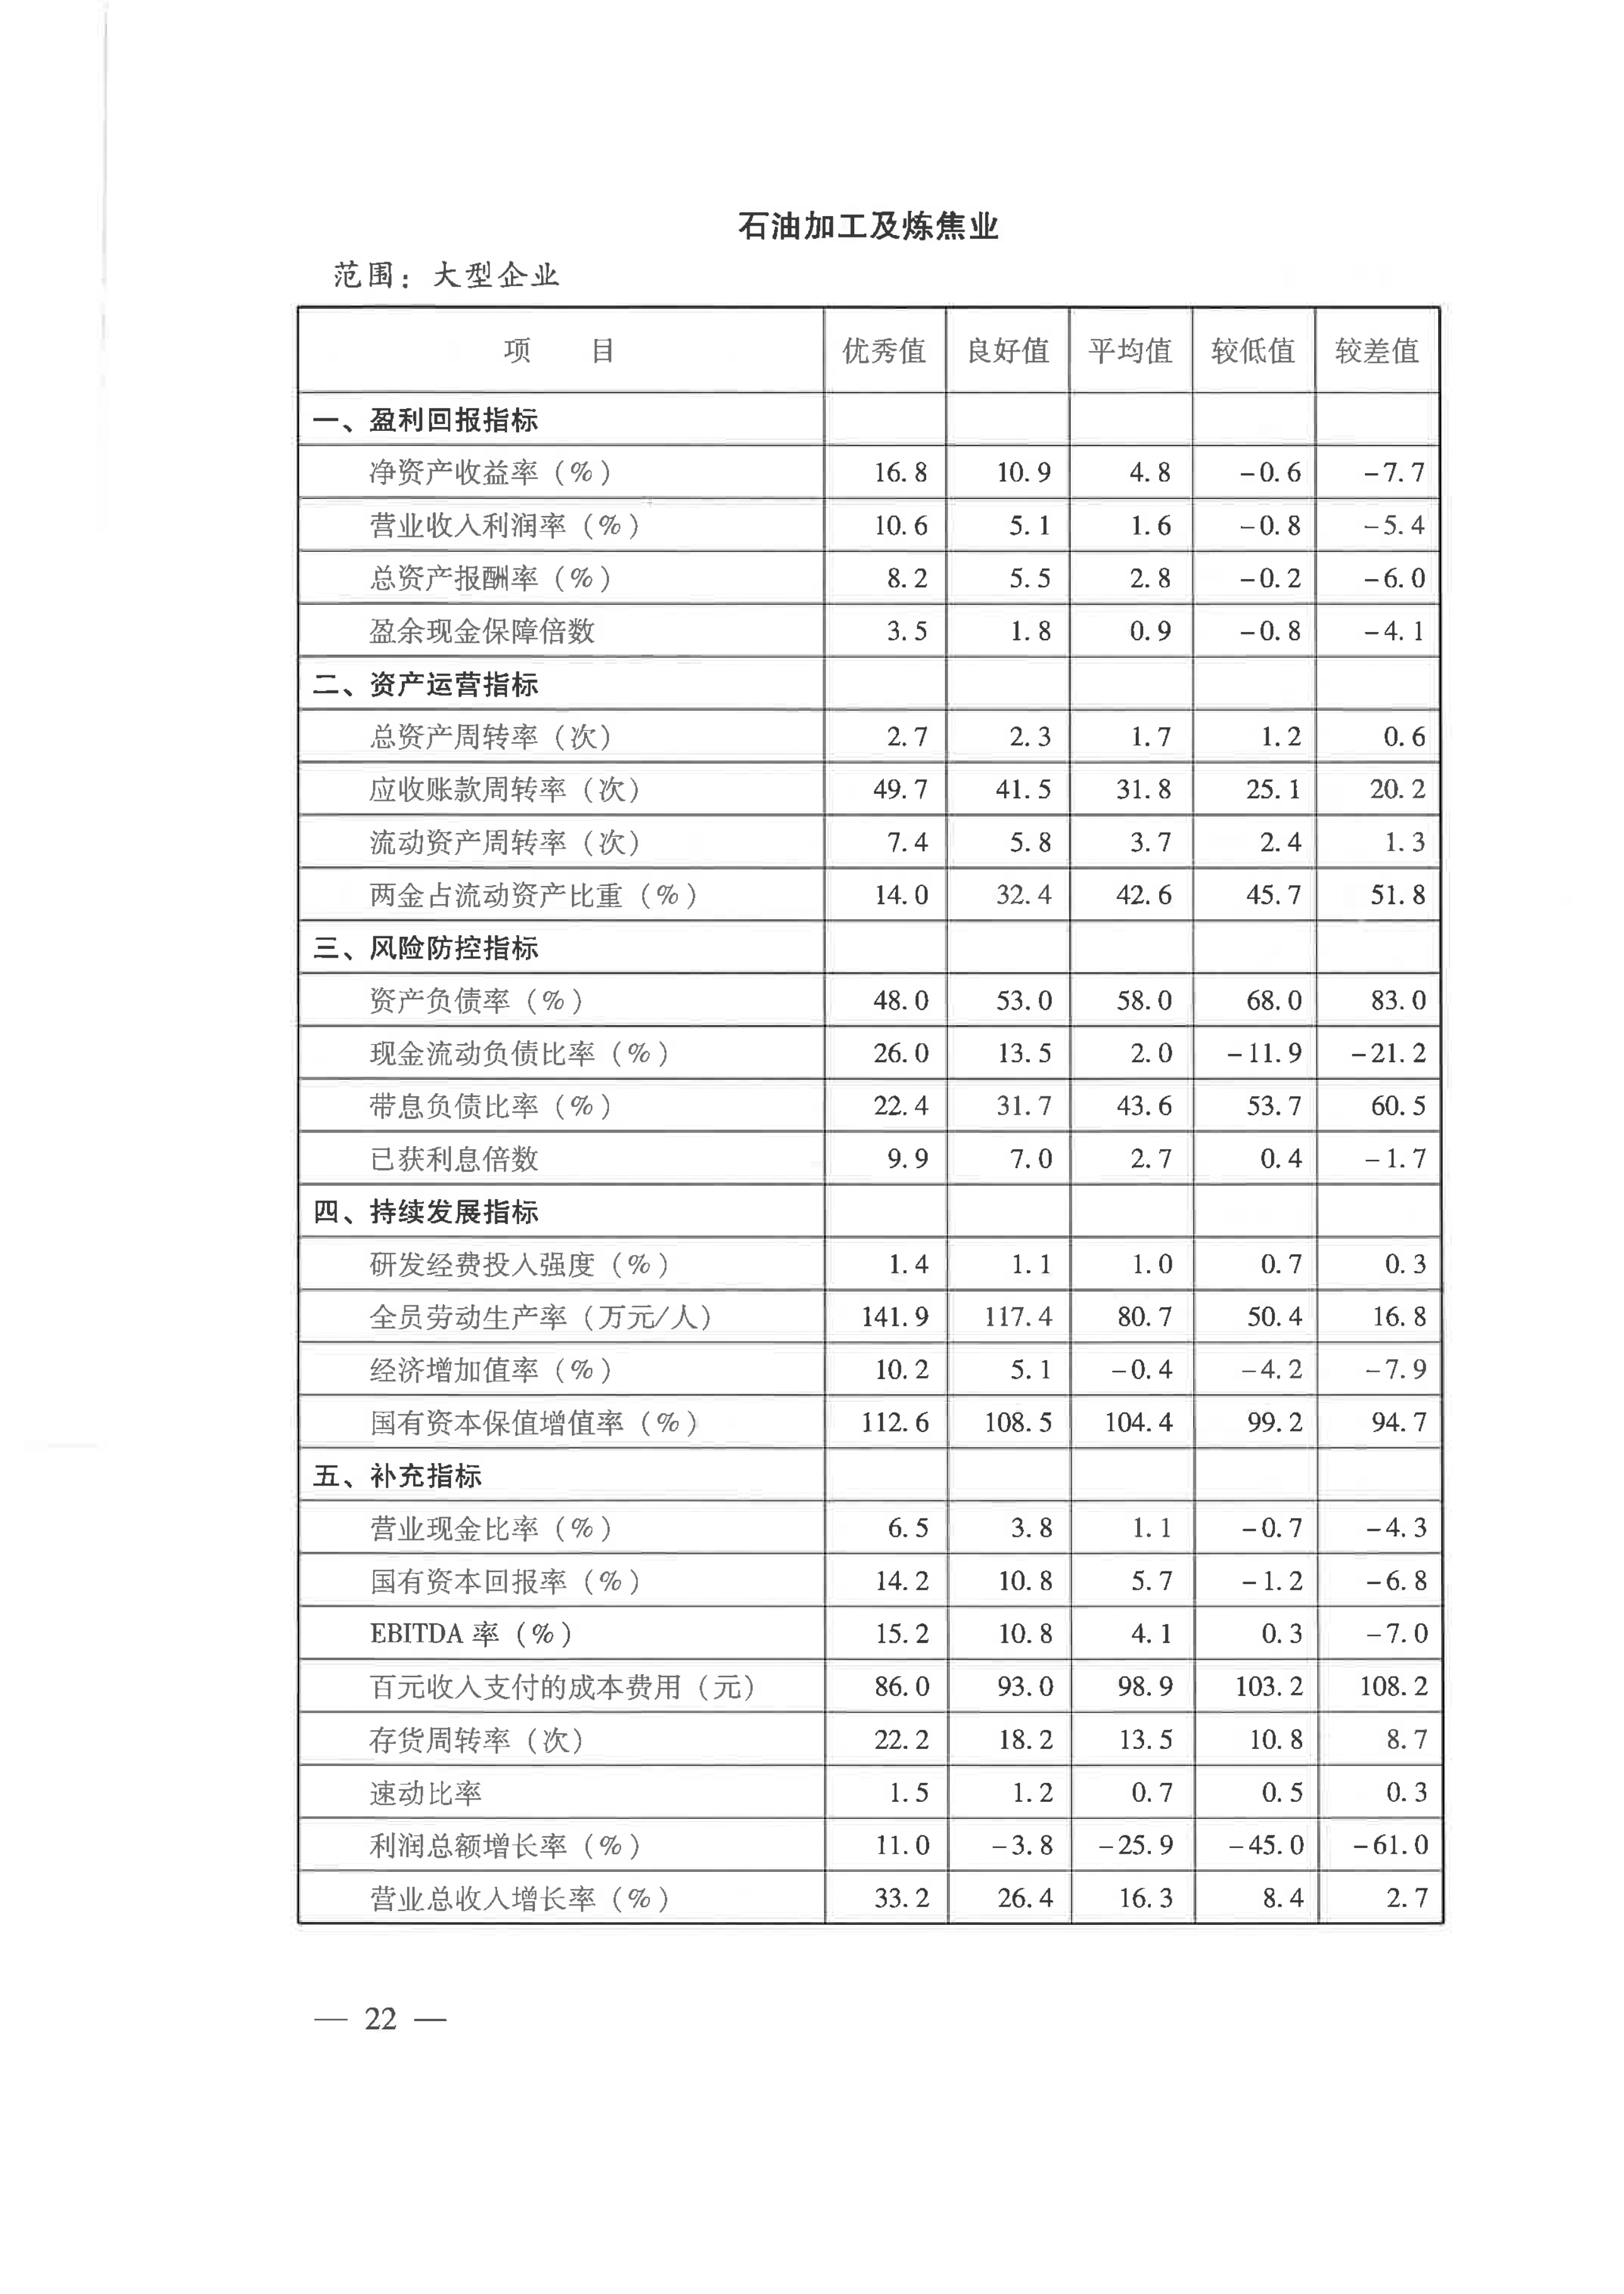 石油加工及炼焦业
范围：大型企业
项 目 优秀值 良好值 平均值 较低值 较差值
一、盈利回报指标
净资产收益率（%） 16.8 10.9 4.8 -0.6 -7.7
营业收入利润率（%） 10.6 5.1 1.6 -0.8 -5.4
总资产报酬率（%） 8.2 5.5 2.8 -0.2 -6.0
盈余现金保障倍数 3.5 1.8 0.9 -0.8 -4.1
二、资产运营指标
总资产周转率（次） 2.7 2.3 1.7 1.2 0.6
应收账款周转率（次） 49.7 41.5 31.8 25.1 20.2
流动资产周转率（次） 7.4 5.8 3.7 2.4 1.3
两金占流动资产比重（%） 14.0 32.4 42.6 45.7 51.8
三、风险防控指标
资产负债率（%） 48.0 53.0 58.0 68.0 83.0
现金流动负债比率（%） 26.0 13.5 2.0 -11.9 -21.2
带息负债比率（%） 22.4 31.7 43.6 53.7 60.5
已获利息倍数 9.9 7.0 2.7 0.4 -1.7
四、持续发展指标
研发经费投入强度（%） 1.4 1.1 1.0 0.7 0.3
全员劳动生产率（万元/人） 141.9 117.4 80.7 50.4 16.8
经济增加值率（%） 10.2 5.1 -0.4 -4.2 -7.9
国有资本保值增值率（%） 112.6 108.5 104.4 99.2 94.7
五、补充指标
营业现金比率（%） 6.5 3.8 1.1 -0.7 -4.3
国有资本回报率（%） 14.2 10.8 5.7 -1.2 -6.8
EBITDA 率（%） 15.2 10.8 4.1 0.3 -7.0
百元收入支付的成本费用（元） 86.0 93.0 98.9 103.2 108.2
存货周转率（次） 22.2 18.2 13.5 10.8 8.7
速动比率 1.5 1.2 0.7 0.5 0.3
利润总额增长率（%） 11.0 -3.8 -25.9 -45.0 -61.0
营业总收入增长率（%） 33.2 26.4 16.3 8.4 2.7
— 22 —